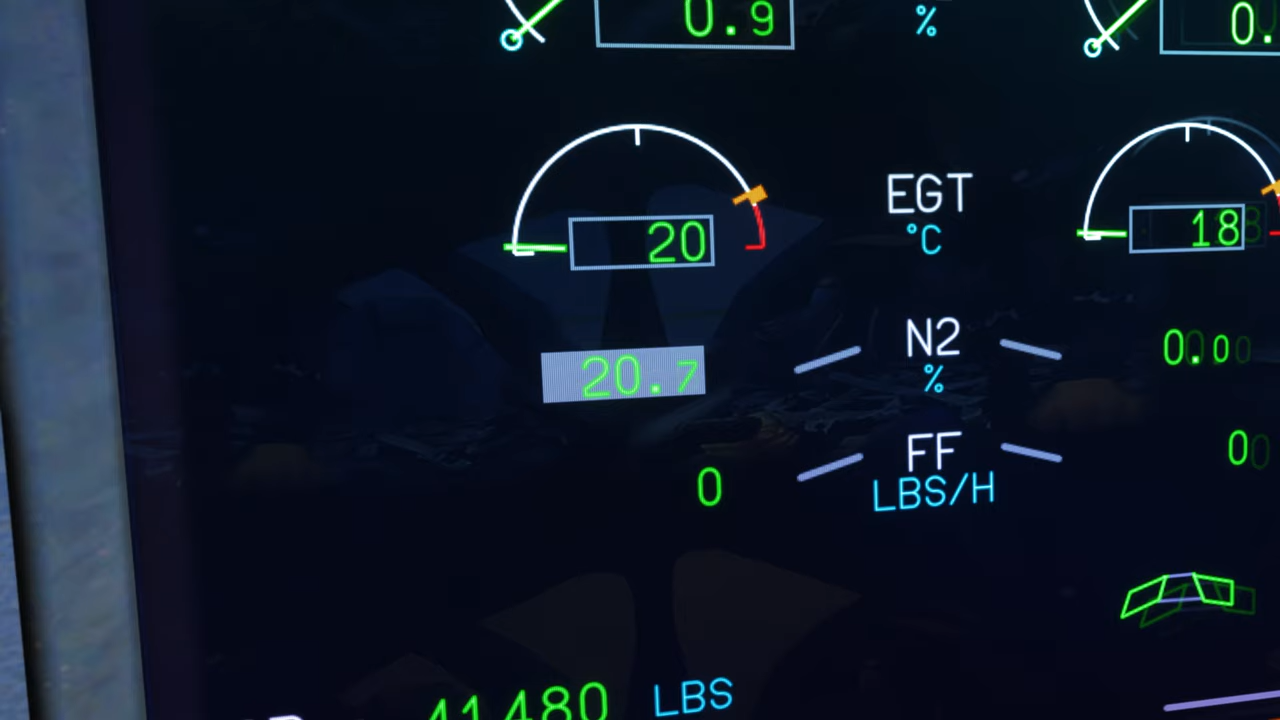 0.9 % 0.
EGT
20 °C 18
N2
20.7 % 0.0
FF
0 LBS/H 0
41480 LBS